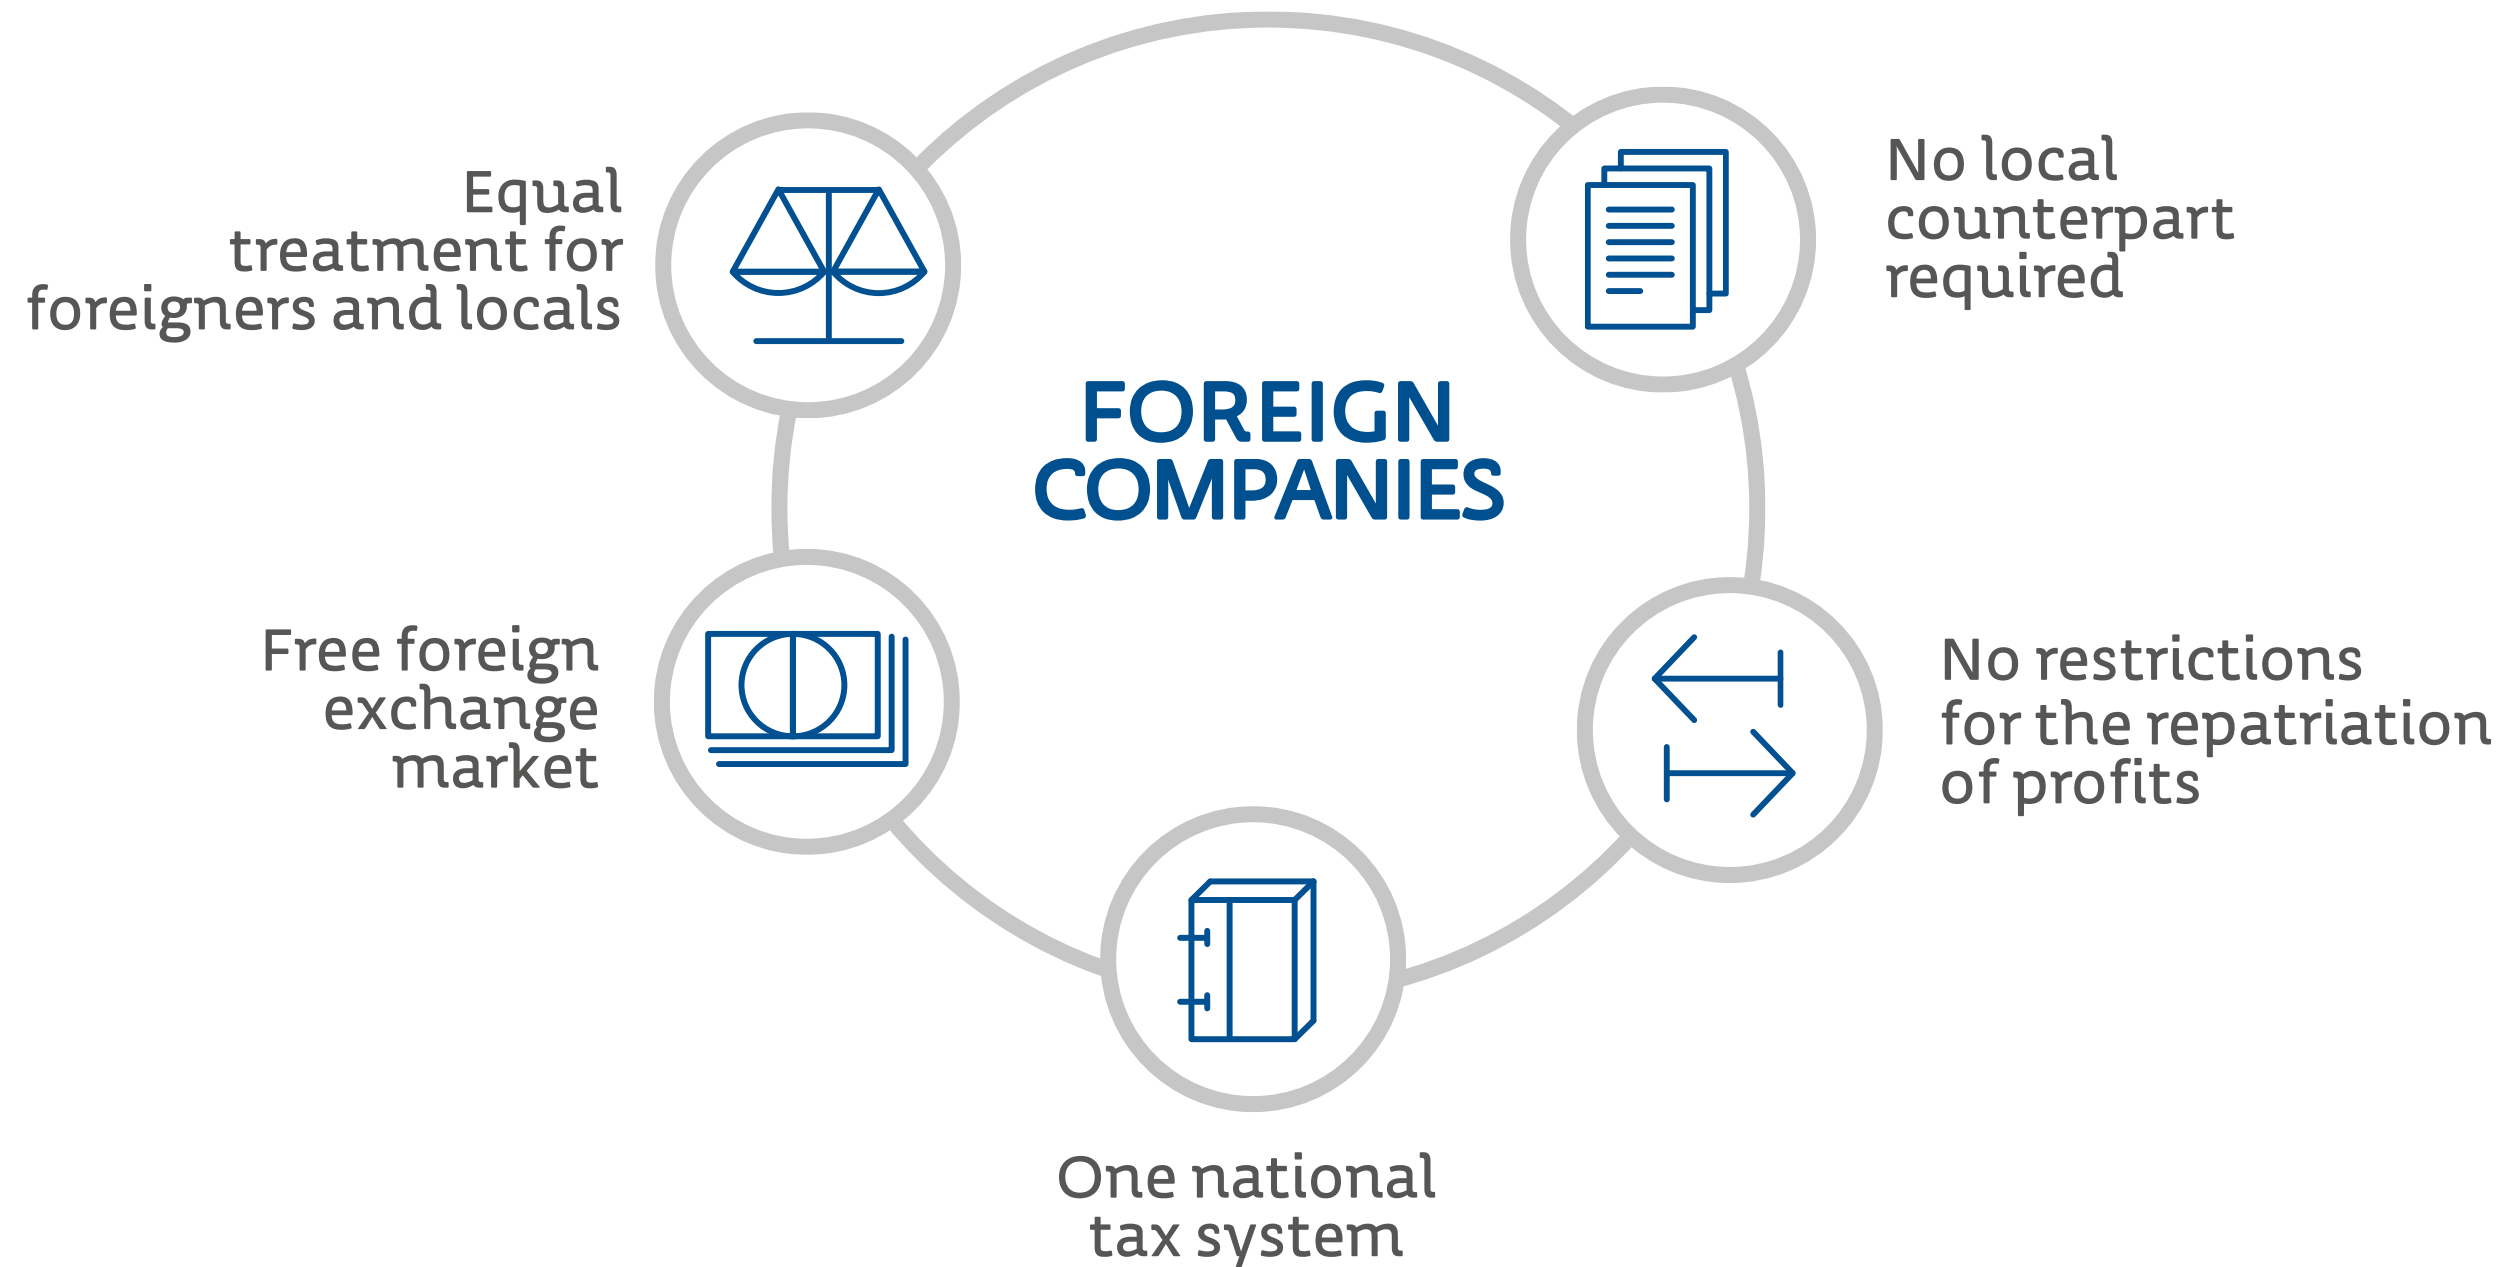 Equal
treatment for
foreigners and locals
No local
counterpart
required
FOREIGN
COMPANIES
Free foreign
exchange
market
No restrictions
for the repatriation
of profits
One national
tax system